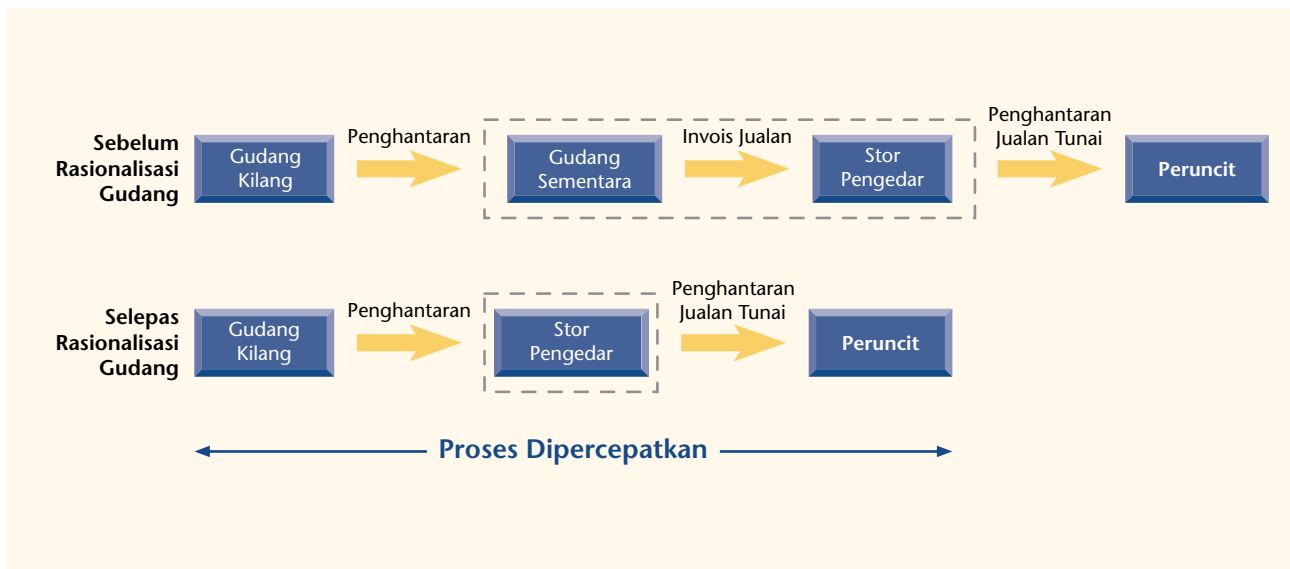 Sebelum
Rasionalisasi
Gudang
Gudang
Kilang
Penghantaran
Gudang
Sementara
Invois Jualan
Stor
Pengedar
Penghantaran
Jualan Tunai
Peruncit
Selepas
Rasionalisasi
Gudang
Gudang
Kilang
Penghantaran
Stor
Pengedar
Penghantaran
Jualan Tunai
Peruncit
Proses Dipercepatkan